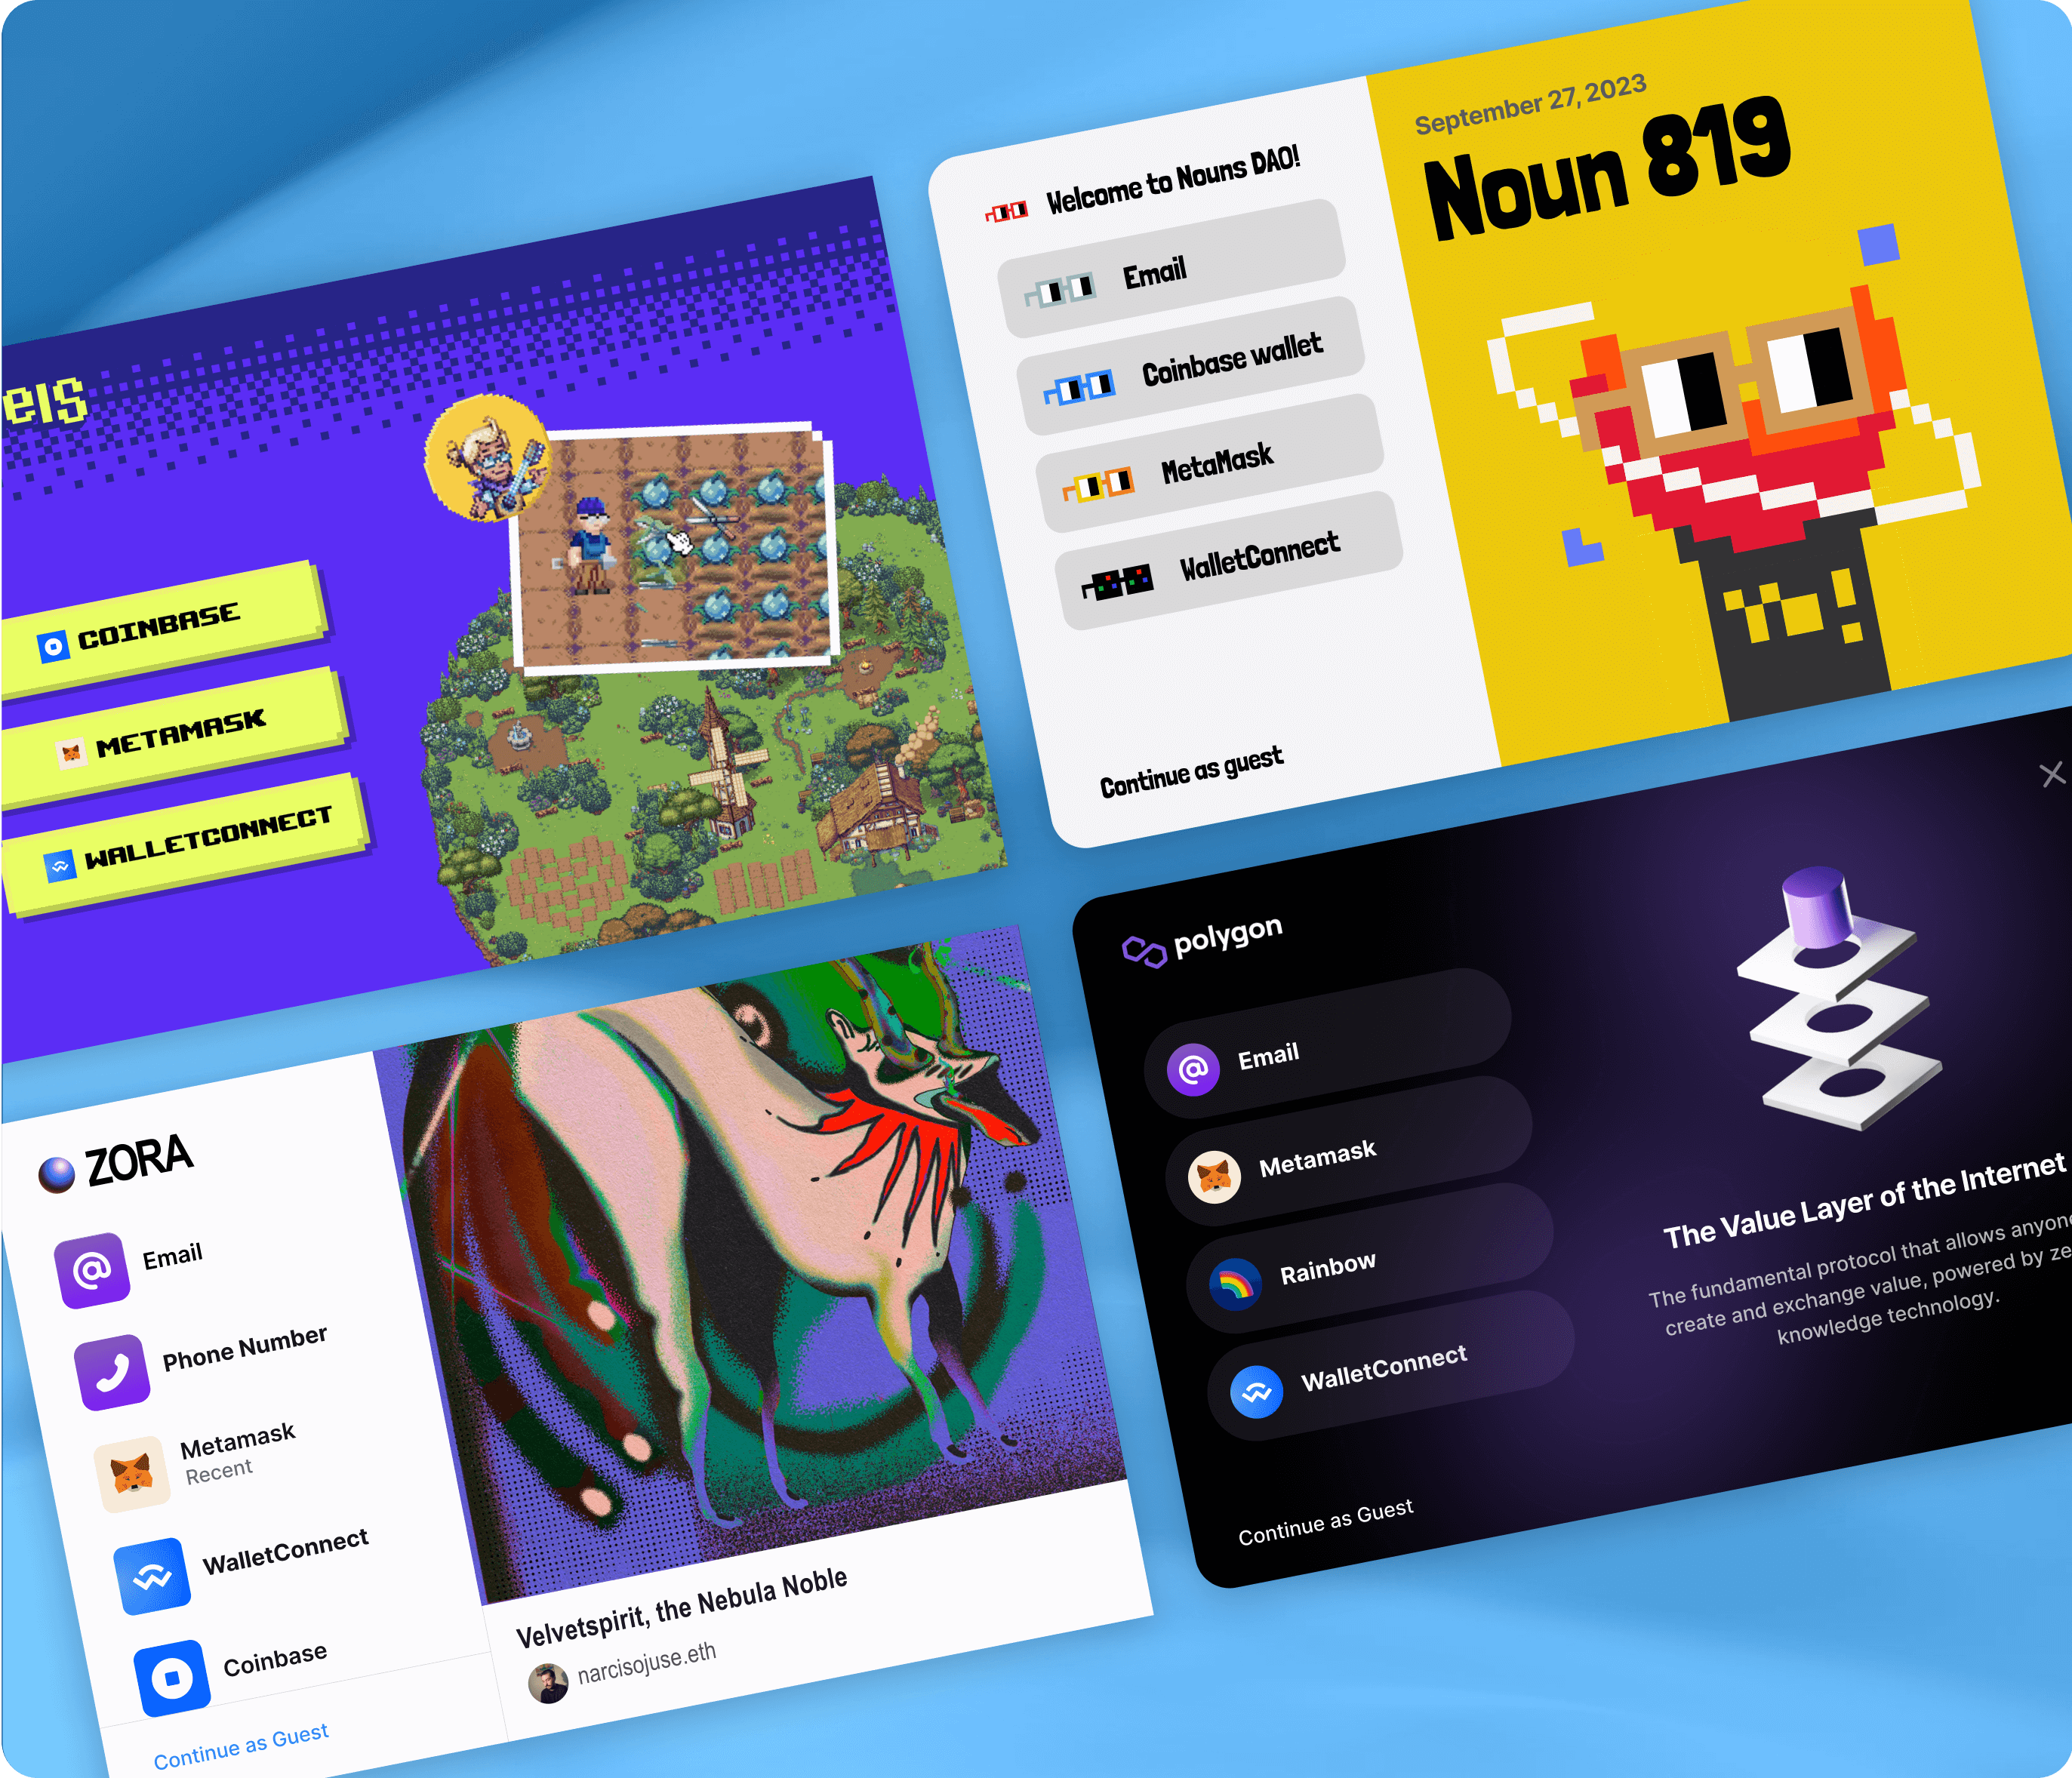 els
COINBASE
METAMASK
WALLETCONNECT
Welcome to Nouns DAO!
Email
Coinbase wallet
MetaMask
WalletConnect
Continue as guest
September 27, 2023
Noun 819
ZORA
Email
Phone Number
Metamask
Recent
WalletConnect
Coinbase
Continue as Guest
Velvetspirit, the Nebula Noble
narcisojuse.eth
polygon
Email
Metamask
Rainbow
WalletConnect
Continue as Guest
The Value Layer of the Internet
The fundamental protocol that allows anyone
create and exchange value, powered by ze
knowledge technology.